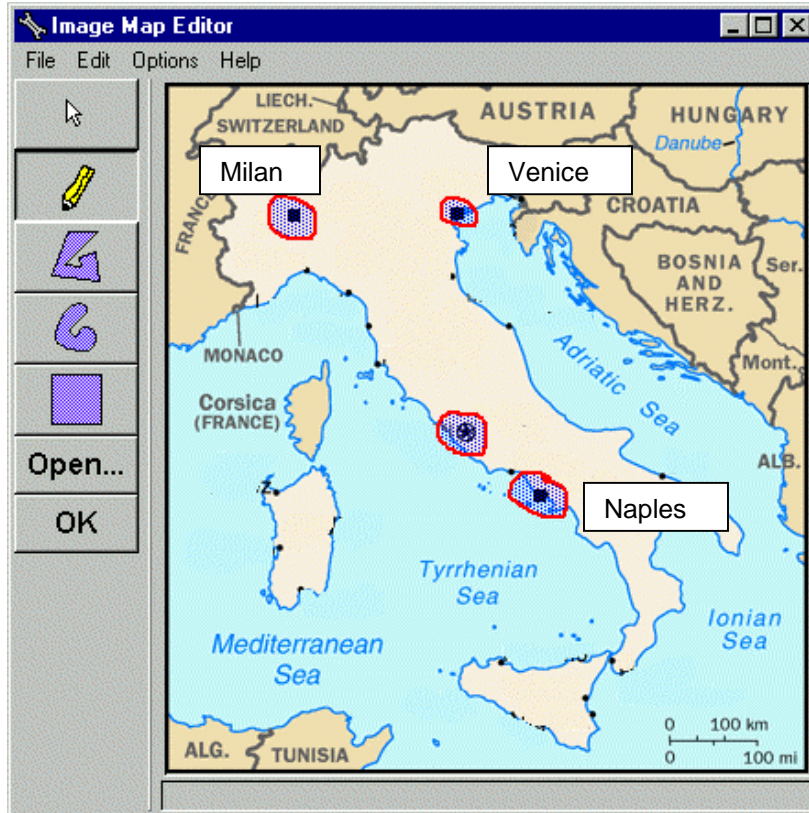 Image Map Editor
File Edit Options Help
LIECH.
AUSTRIA
HUNGARY
SWITZERLAND
Danube
Milan
Venice
FRANCE
CROATIA
BOSNIA
AND
HERZ.
Ser.
MONACO
Adriatic Sea
Mont.
Corsica
(FRANCE)
Open...
ALB.
OK
Naples
Tyrrhenian
Sea
Ionian
Sea
Mediterranean
Sea
0 100 km
0 100 mi
ALG.
TUNISIA